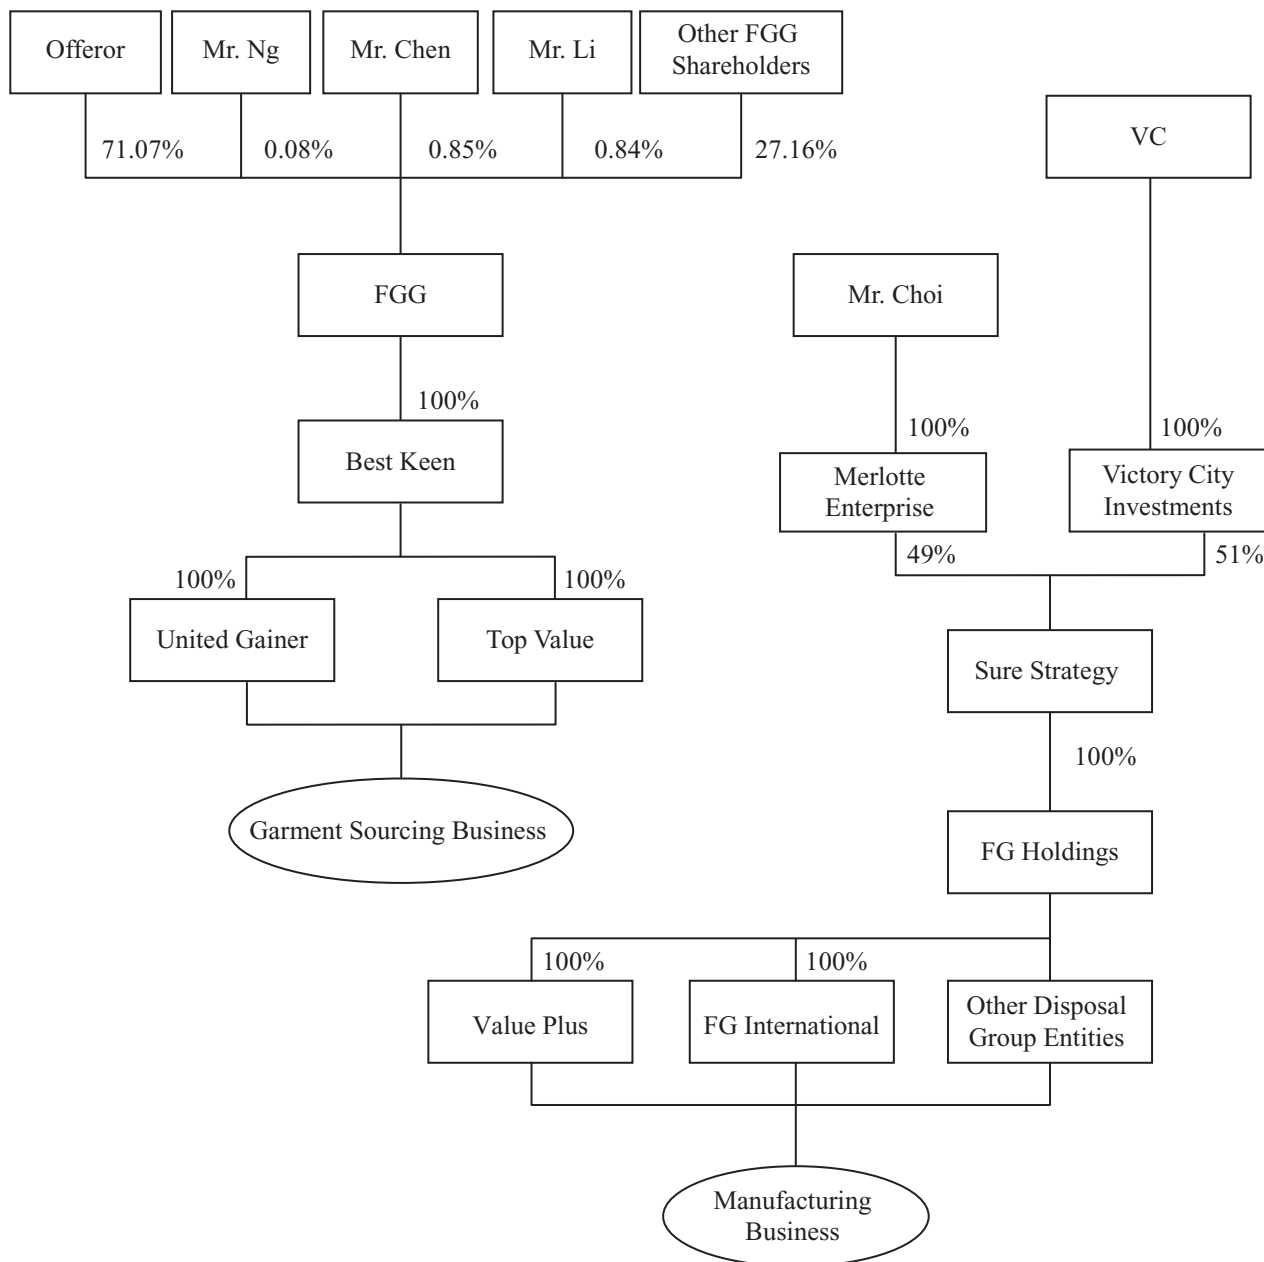 Offeror
Mr. Ng
Mr. Chen
Mr. Li
Other FGG
Shareholders
71.07%
0.08%
0.85%
0.84%
27.16%
VC
FGG
Mr. Choi
100%
100%
100%
Best Keen
Merlotte
Enterprise
Victory City
Investments
49%
51%
100%
100%
United Gainer
Top Value
Sure Strategy
100%
Garment Sourcing Business
FG Holdings
100%
100%
Value Plus
FG International
Other Disposal
Group Entities
Manufacturing
Business